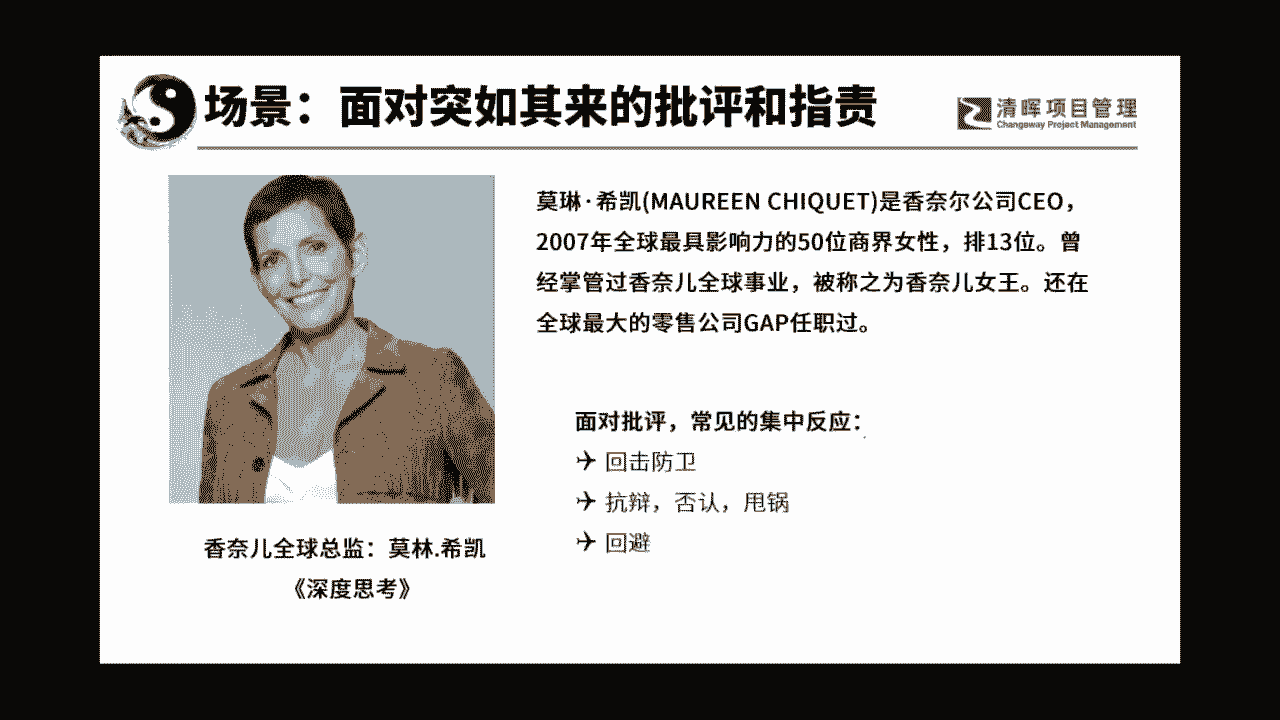 场景：面对突如其来的批评和指责
清晖项目管理
Changeway Project Management
莫琳·希凯(MAUREEN CHIQUET)是香奈尔公司CEO，
2007年全球最具影响力的50位商界女性，排13位。曾
经掌管过香奈儿全球事业，被称之为香奈儿女王。还在
全球最大的零售公司GAP任职过。
面对批评，常见的集中反应：
回击防卫
抗辩，否认，甩锅
回避
香奈儿全球总监：莫林.希凯
《深度思考》